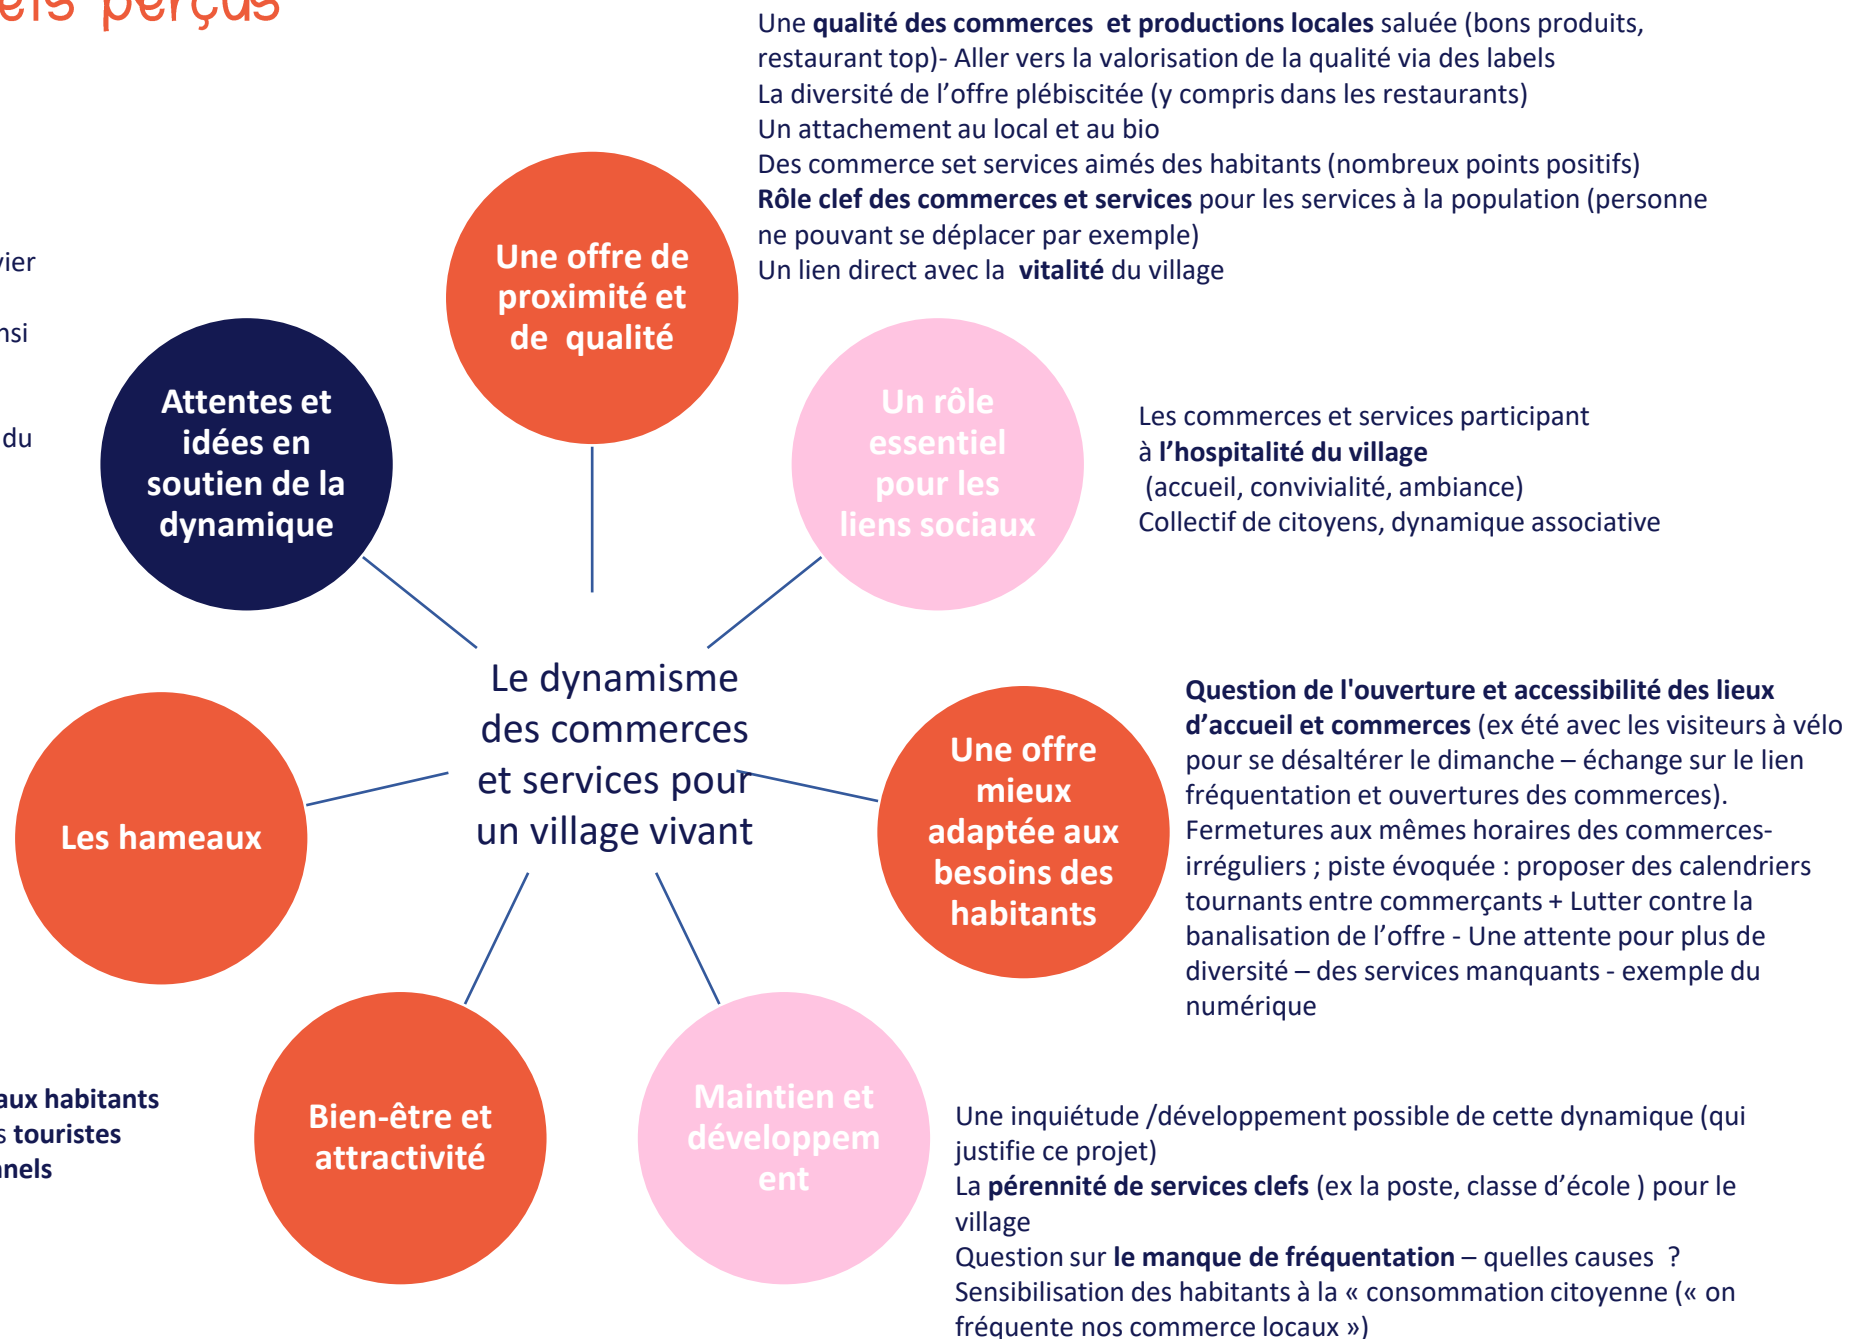 perçus
Une qualité des commerces  et productions locales saluée (bons produits,
restaurant top)- Aller vers la valorisation de la qualité via des labels
La diversité de l’offre plébiscitée (y compris dans les restaurants)
Un attachement au local et au bio
Des commerce set services aimés des habitants (nombreux points positifs)
Rôle clef des commerces et services pour les services à la population (personne
ne pouvant se déplacer par exemple)
Un lien direct avec la  vitalité du village
Une offre de
proximité et
de  qualité
du
Attentes et
idées en
soutien de la
dynamique
Un rôle
essentiel
pour les
liens sociaux
Les commerces et services participant
à l’hospitalité du village
(accueil, convivialité, ambiance)
Collectif de citoyens, dynamique associative
Le dynamisme
des commerces
et services pour
un village vivant
Les hameaux
Une offre
mieux
adaptée aux
besoins des
habitants
Question de l'ouverture et accessibilité des lieux
d’accueil et commerces (ex été avec les visiteurs à vélo
pour se désaltérer le dimanche – échange sur le lien
fréquentation et ouvertures des commerces).
Fermetures aux mêmes horaires des commerces-
irréguliers ; piste évoquée : proposer des calendriers
tournants entre commerçants + Lutter contre la
banalisation de l’offre - Une attente pour plus de
diversité – des services manquants - exemple du
numérique
aux habitants
touristes
Bien-être et
attractivité
Maintien et
développem
ent
Une inquiétude /développement possible de cette dynamique (qui
justifie ce projet)
La pérennité de services clefs (ex la poste, classe d’école ) pour le
village
Question sur le manque de fréquentation – quelles causes  ?
Sensibilisation des habitants à la « consommation citoyenne (« on
fréquente nos commerce locaux »)